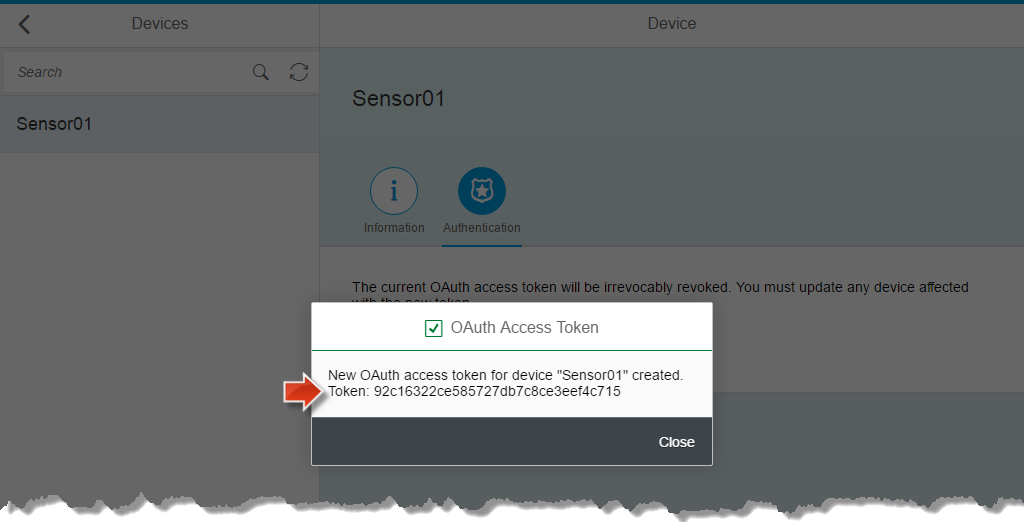 Devices
Device
Search
Sensor01
Sensor01
Information
Authentication
The current OAuth access token will be irrevocably revoked. You must update any device affected
with the new token.
OAuth Access Token
New OAuth access token for device "Sensor01" created.
Token: 92c16322ce585727db7c8ce3eef4c715
Close